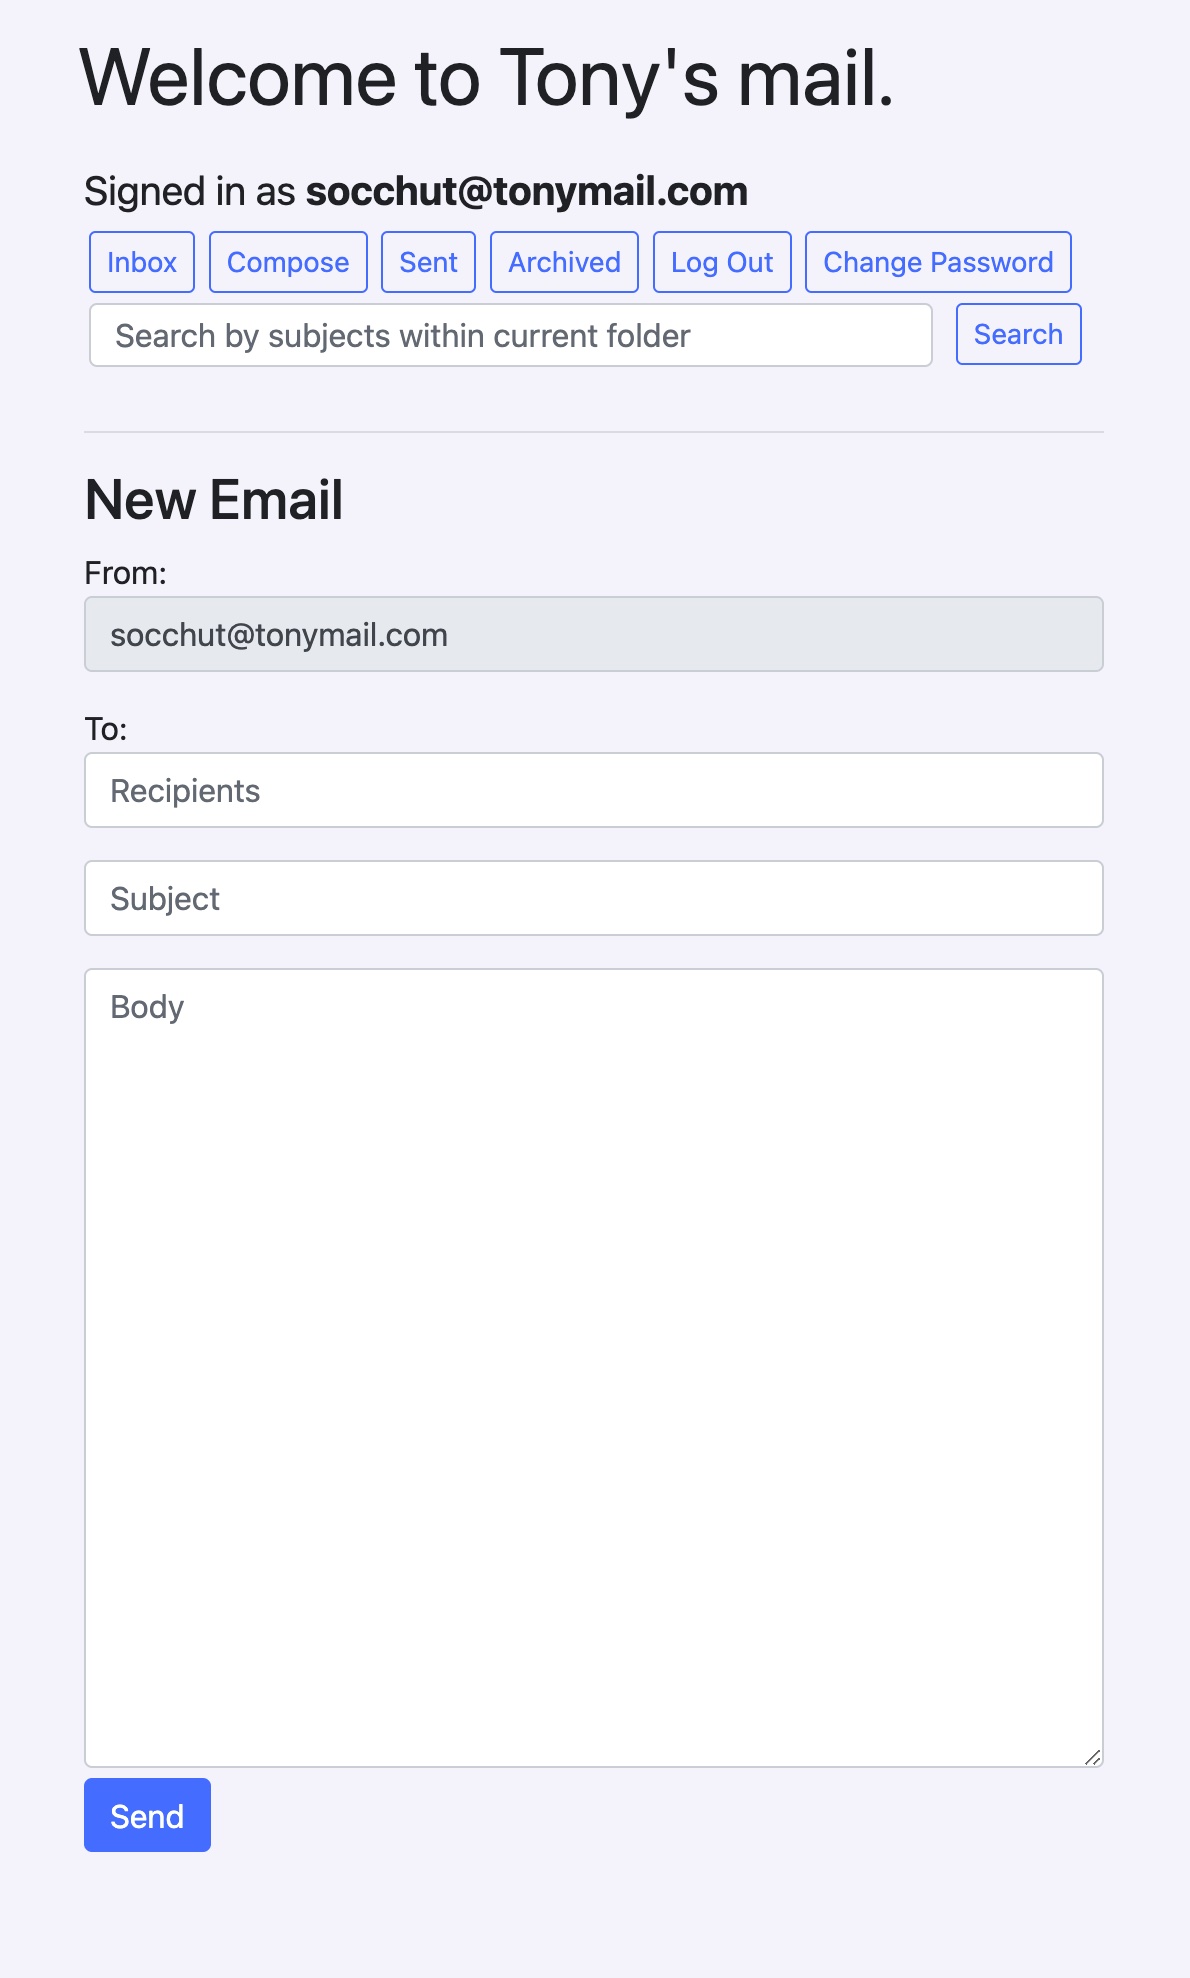 Welcome to Tony's mail.
Signed in as socchut@tonymail.com
Inbox Compose Sent Archived Log Out Change Password
Search by subjects within current folder Search
New Email
From:
socchut@tonymail.com
To:
Recipients
Subject
Body
Send